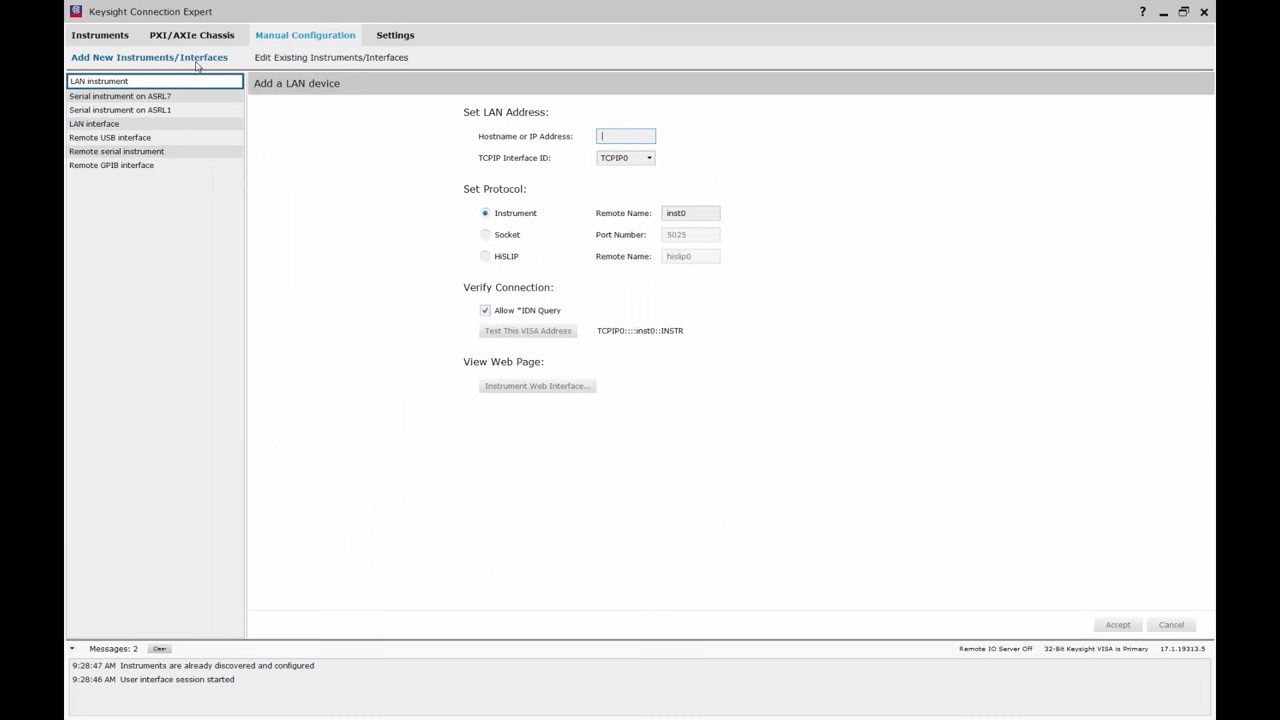 Keysight Connection Expert
?
Instruments PXI/AXIe Chassis Manual Configuration Settings
Add New Instruments/Interfaces Edit Existing Instruments/Interfaces
LAN instrument
Serial instrument on ASRL7
Serial instrument on ASRL1
LAN interface
Remote USB interface
Remote serial instrument
Remote GPIB interface
Add a LAN device
Set LAN Address:
Hostname or IP Address:
TCPIP Interface ID: TCPIP0
Set Protocol:
Instrument Remote Name: inst0
Socket Port Number: 5025
HiSLIP Remote Name: hislip0
Verify Connection:
Allow *IDN Query
Test This VISA Address TCPIP0::::inst0::INSTR
View Web Page:
Instrument Web Interface...
Accept Cancel
Messages: 2 Clear Remote IO Server Off 32-Bit Keysight VISA is Primary 17.1.19313.5
9:28:47 AM Instruments are already discovered and configured
9:28:46 AM User interface session started